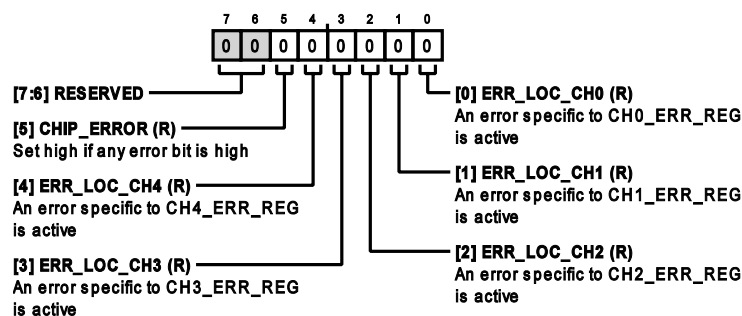 7 6 5 4 3 2 1 0
0 0 0 0 0 0 0 0
[7:6] RESERVED
[5] CHIP_ERROR (R)
Set high if any error bit is high
[4] ERR_LOC_CH4 (R)
An error specific to CH4_ERR_REG
is active
[3] ERR_LOC_CH3 (R)
An error specific to CH3_ERR_REG
is active
[0] ERR_LOC_CH0 (R)
An error specific to CH0_ERR_REG
is active
[1] ERR_LOC_CH1 (R)
An error specific to CH1_ERR_REG
is active
[2] ERR_LOC_CH2 (R)
An error specific to CH2_ERR_REG
is active